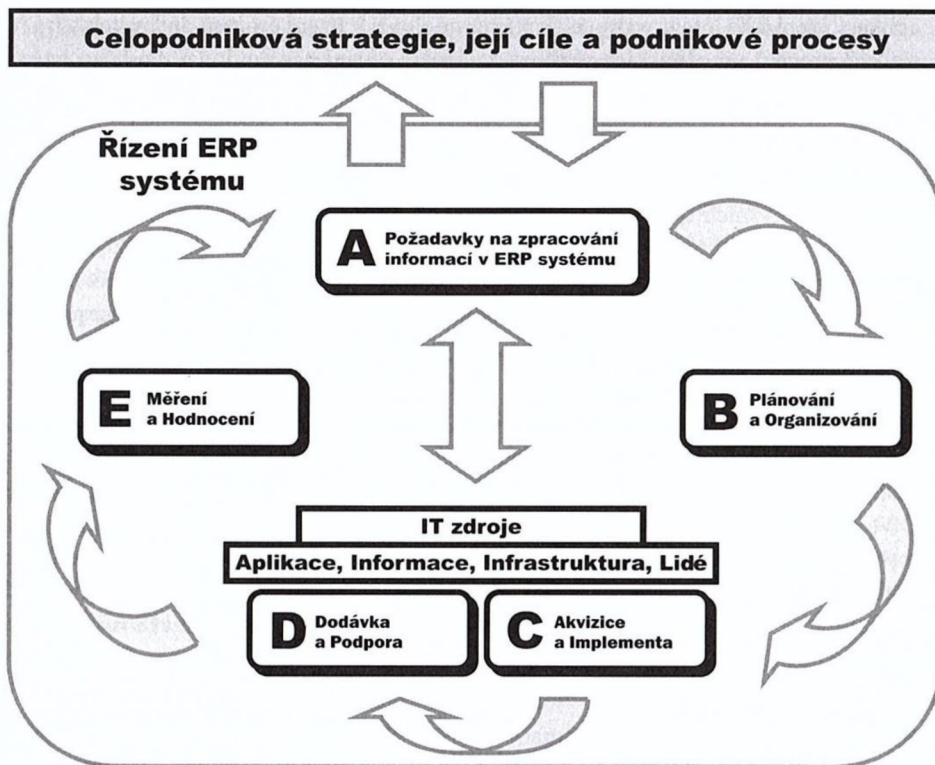 Celopodniková strategie, její cíle a podnikové procesy
Řízení ERP
systému
A Požadavky na zpracování
informací v ERP systému
E Měření
a Hodnocení
B Plánování
a Organizování
IT zdroje
Aplikace, Informace, Infrastruktura, Lidé
D Dodávka
a Podpora
C Akvizice
a Implementa